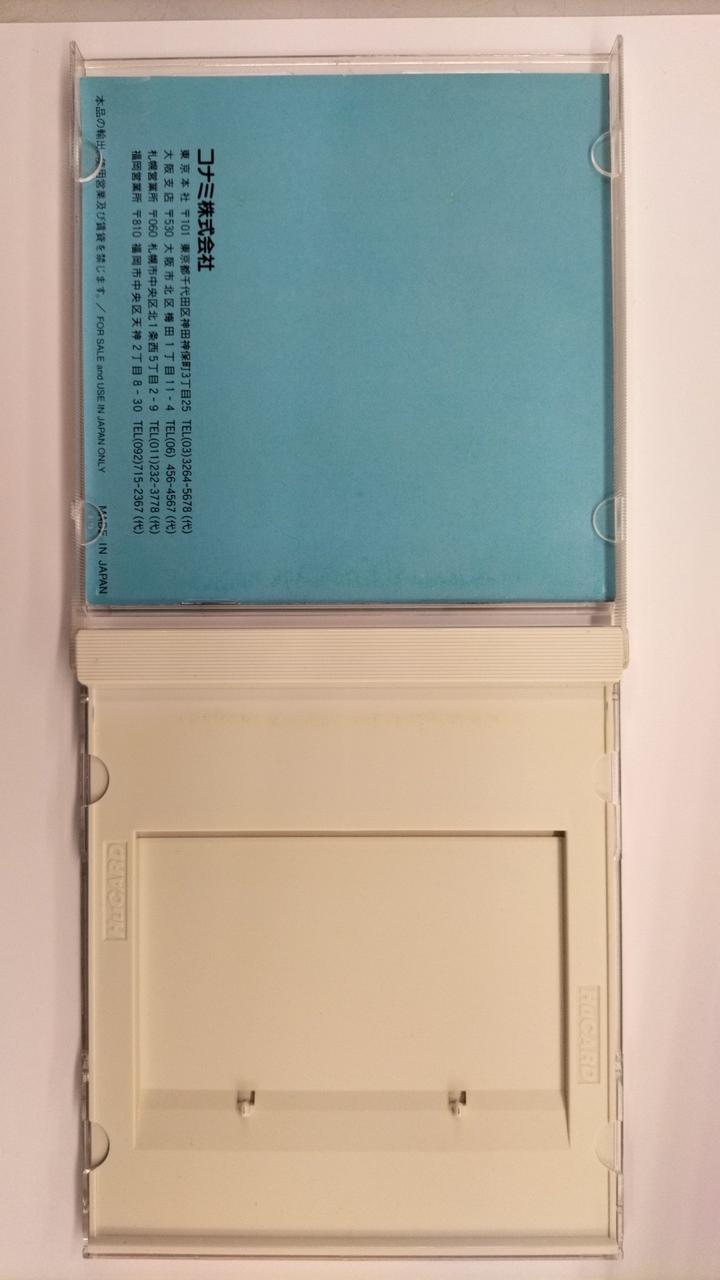 コナミ株式会社
東京本社 〒101 東京都千代田区神田神保町3丁目25 TEL(03)3264-5678(代)
大阪支店 〒530 大阪市北区梅田1丁目11-4 TEL(06) 456-4567(代)
札幌営業所 〒060 札幌市中央区北1条西5丁目2-9 TEL(011)232-3778(代)
福岡営業所 〒810 福岡市中央区天神2丁目8-30 TEL(092)715-2367(代)
本品の輸出、使用営業及び賃貸を禁じます。/ FOR SALE and USE IN JAPAN ONLY MADE IN JAPAN
HuCARD
HuCARD